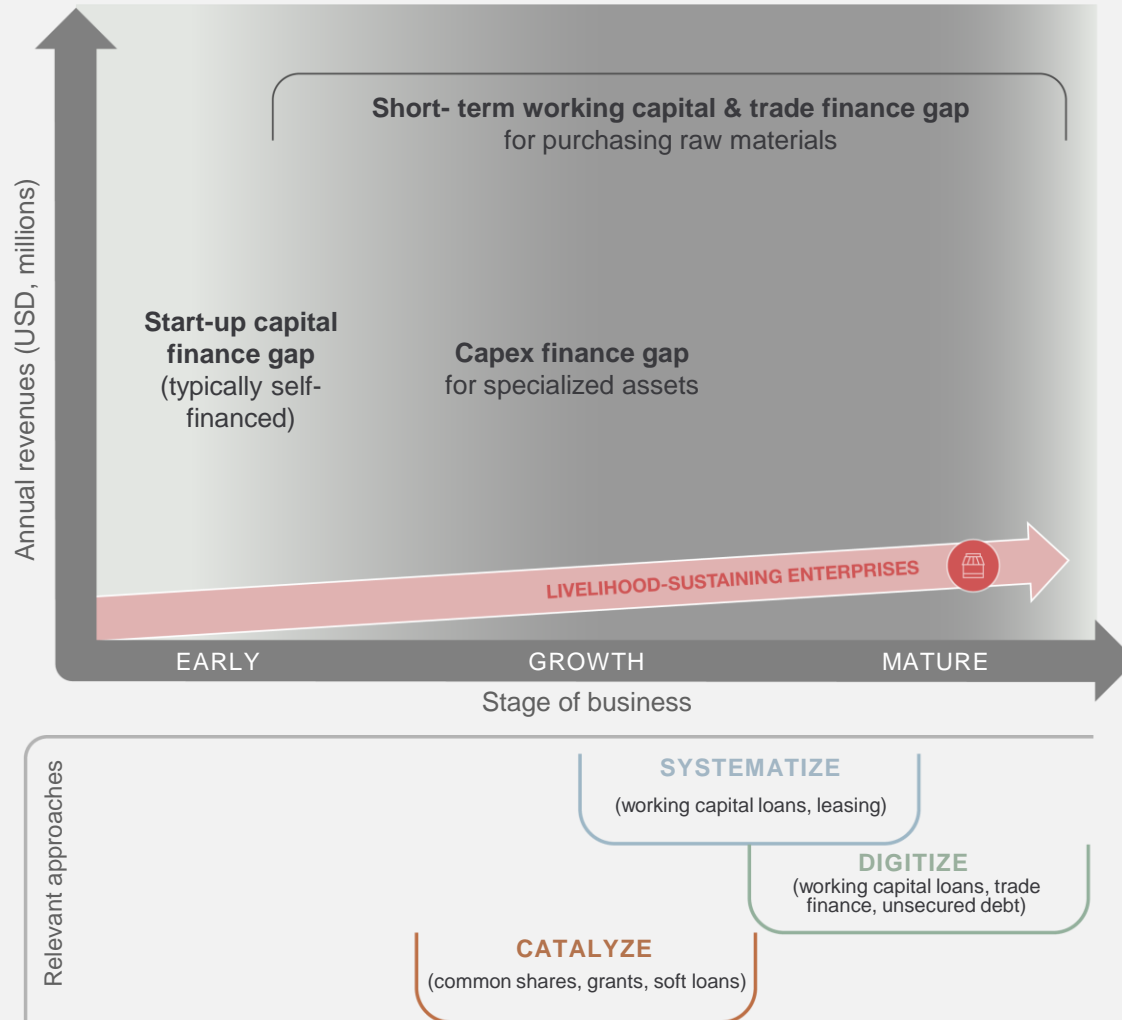 Annual revenues (USD, millions)
Short- term working capital & trade finance gap
for purchasing raw materials
Start-up capital
finance gap
(typically self-
financed)
Capex finance gap
for specialized assets
LIVELIHOOD-SUSTAINING ENTERPRISES
EARLY
GROWTH
MATURE
Stage of business
Relevant approaches
SYSTEMATIZE
(working capital loans, leasing)
DIGITIZE
(working capital loans, trade
finance, unsecured debt)
CATALYZE
(common shares, grants, soft loans)